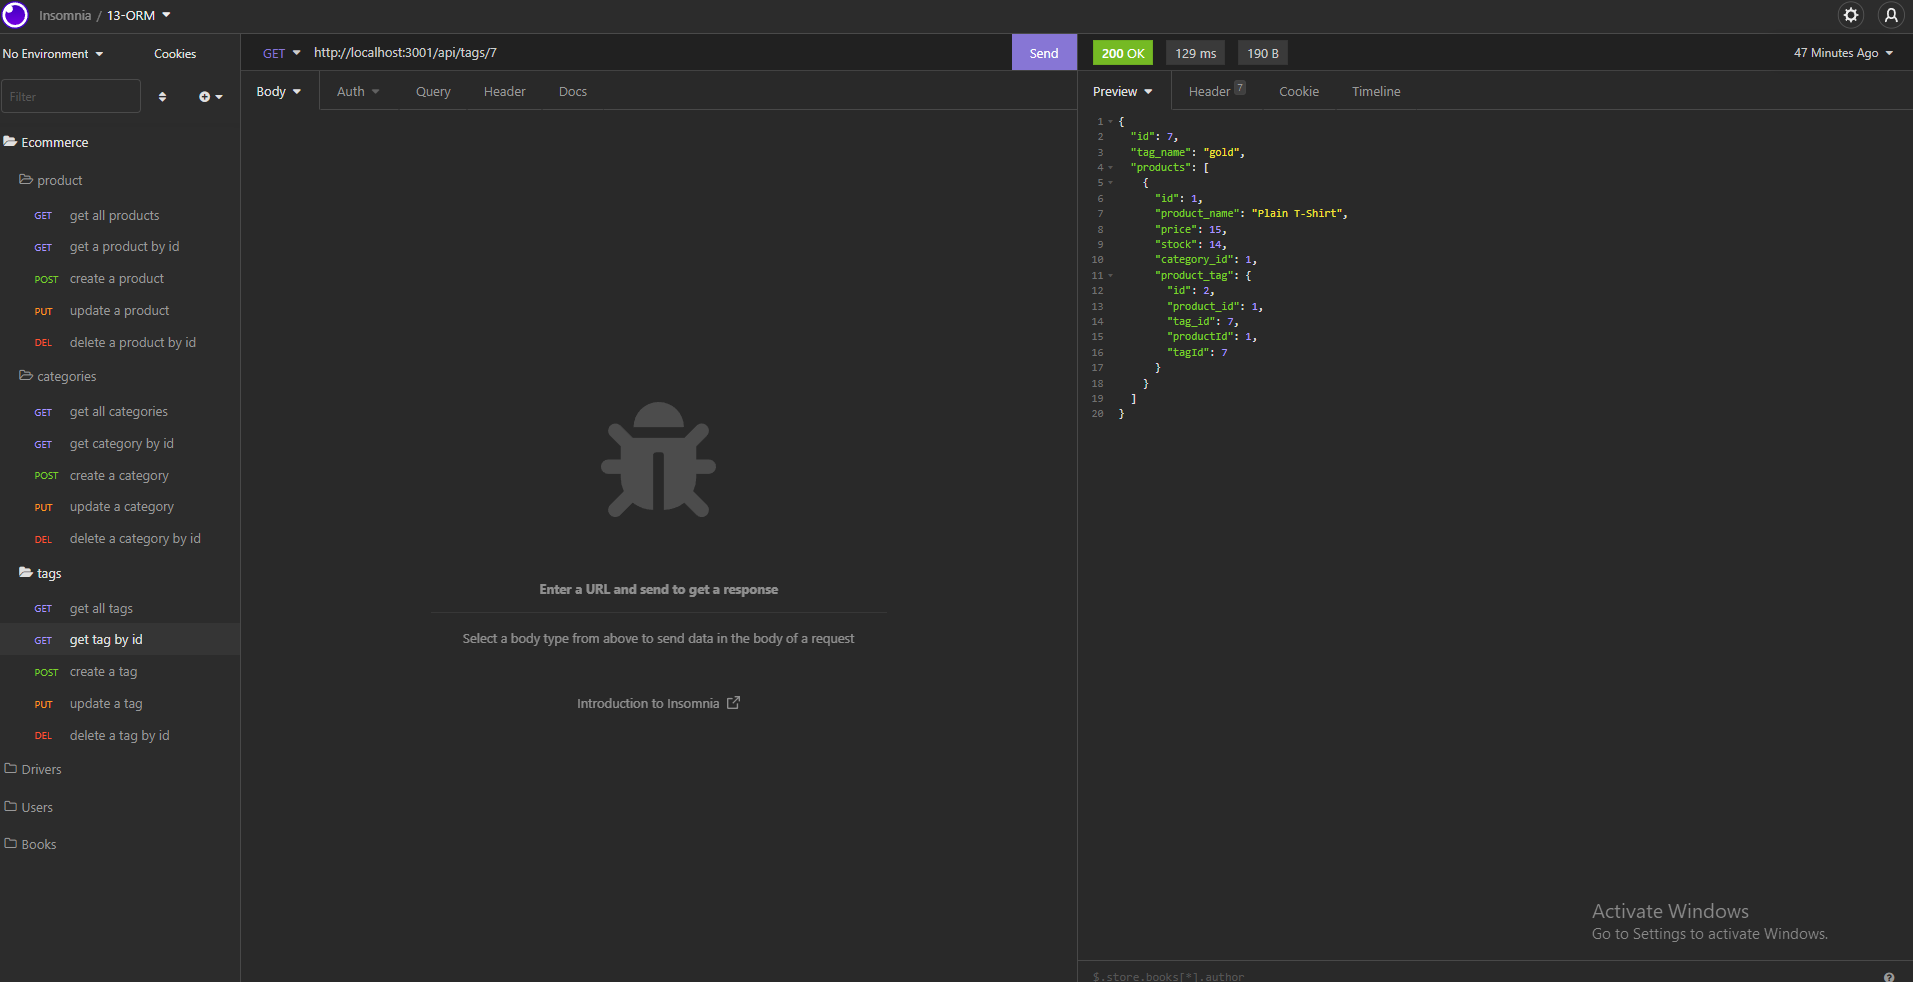 Insomnia / 13-ORM
No Environment
Cookies
Filter
Ecommerce
product
GET get all products
GET get a product by id
POST create a product
PUT update a product
DEL delete a product by id
categories
GET get all categories
GET get category by id
POST create a category
PUT update a category
DEL delete a category by id
tags
GET get all tags
GET get tag by id
POST create a tag
PUT update a tag
DEL delete a tag by id
Drivers
Users
Books
GET http://localhost:3001/api/tags/7 Send
Body Auth Query Header Docs
Enter a URL and send to get a response
Select a body type from above to send data in the body of a request
Introduction to Insomnia
200 OK 129 ms 190 B 47 Minutes Ago
Preview Header 7 Cookie Timeline
1 {
2 "id": 7,
3 "tag_name": "gold",
4 "products": [
5 {
6 "id": 1,
7 "product_name": "Plain T-Shirt",
8 "price": 15,
9 "stock": 14,
10 "category_id": 1,
11 "product_tag": {
12 "id": 2,
13 "product_id": 1,
14 "tag_id": 7,
15 "productId": 1,
16 "tagId": 7
17 }
18 }
19 ]
20 }
Activate Windows
Go to Settings to activate Windows.
$.store.books[*].author